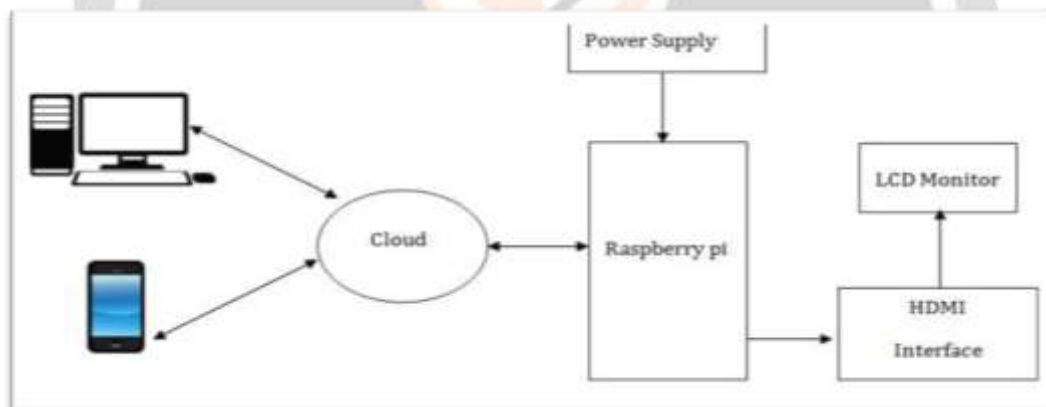 Power Supply
LCD Monitor
Cloud
Raspberry pi
HDMI
Interface